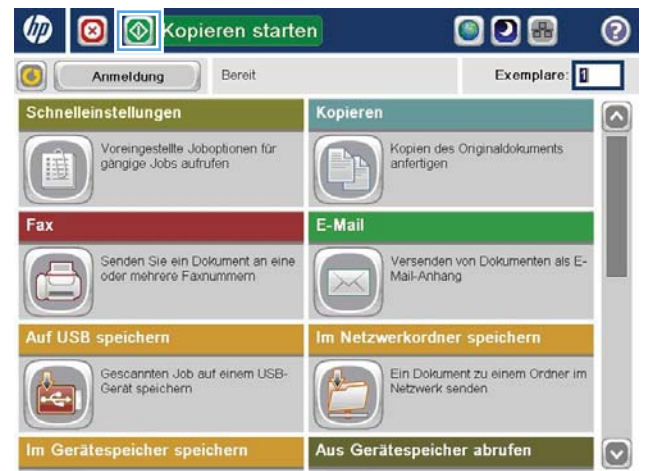 hp
Kopieren starten
?
Anmeldung
Bereit
Exemplare: 1
Schnelleinstellungen
Voreingestellte Joboptionen für
gängige Jobs aufrufen
Kopieren
Kopien des Originaldokuments
anfertigen
Fax
Senden Sie ein Dokument an eine
oder mehrere Faxnummern
E-Mail
Versenden von Dokumenten als E-
Mail-Anhang
Auf USB speichern
Gescannten Job auf einem USB-
Gerät speichern
Im Netzwerkordner speichern
Ein Dokument zu einem Ordner im
Netzwerk senden
Im Gerätespeicher speichern
Aus Gerätespeicher abrufen